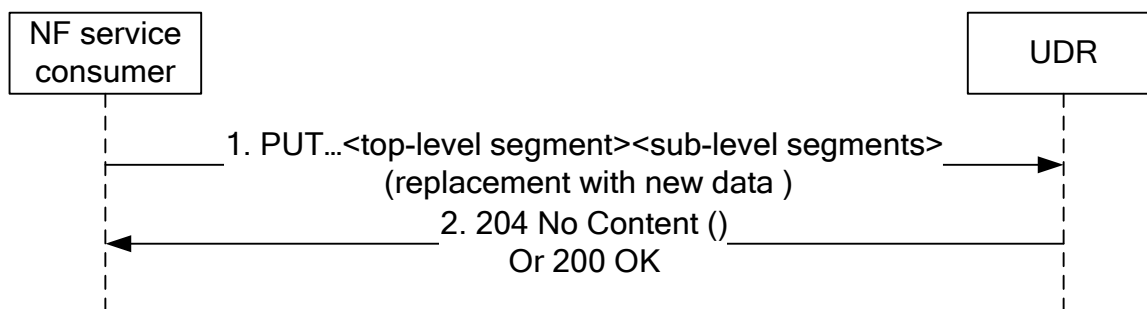 NF service
consumer
UDR
1. PUT…<top-level segment><sub-level segments>
(replacement with new data )
2. 204 No Content ()
Or 200 OK